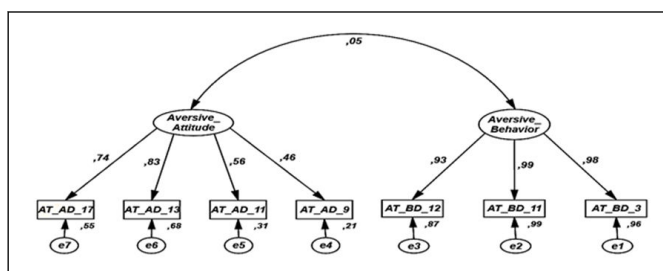 ,05
Aversive_
Attitude
Aversive_
Behavior
,74
,83
,56
,46
,93
,99
,98
AT_AD_17
AT_AD_13
AT_AD_11
AT_AD_9
AT_BD_12
AT_BD_11
AT_BD_3
,55
,68
,31
,21
,87
,99
,96
e7
e6
e5
e4
e3
e2
e1